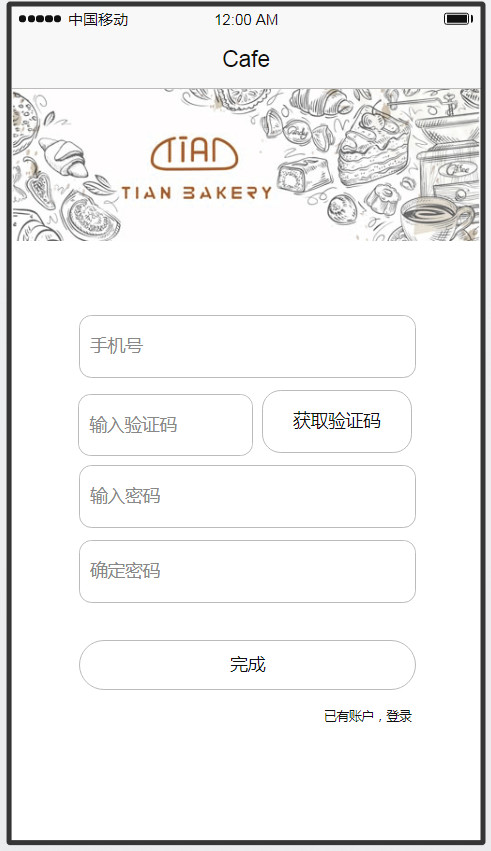 中国移动 12:00 AM
Cafe
TIAN
TIAN BAKERY
手机号
输入验证码 获取验证码
输入密码
确定密码
完成
已有账户，登录